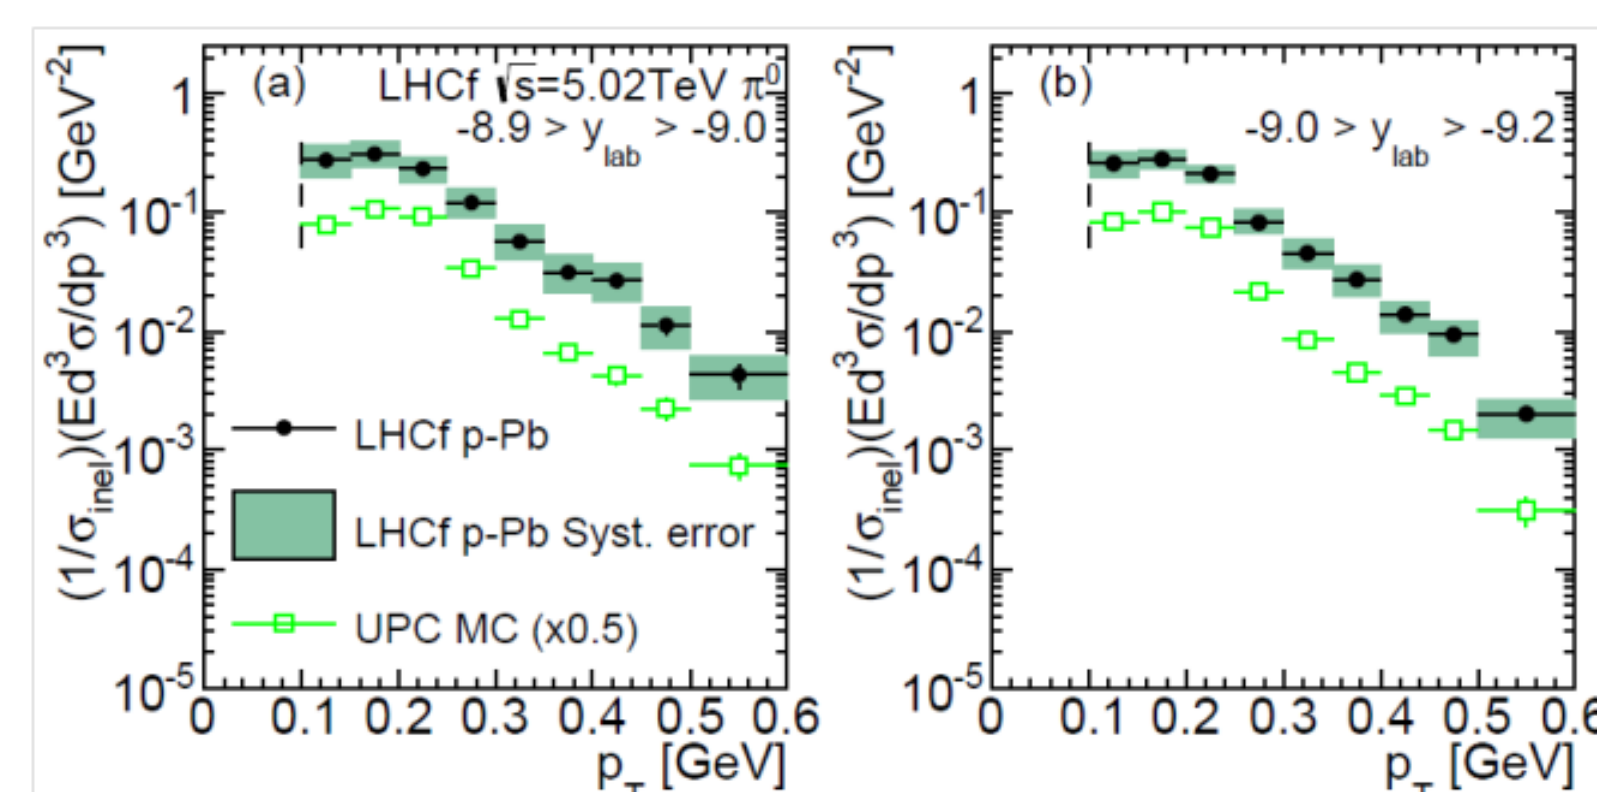 (a) LHCf √s=5.02TeV π⁰
-8.9 > y_lab > -9.0
(1/σ_inel)(Ed³σ/dp³) [GeV⁻²]
1
10⁻¹
10⁻²
10⁻³
10⁻⁴
10⁻⁵
LHCf p-Pb
LHCf p-Pb Syst. error
UPC MC (x0.5)
0 0.1 0.2 0.3 0.4 0.5 0.6
p_T [GeV]
(b)
-9.0 > y_lab > -9.2
(1/σ_inel)(Ed³σ/dp³) [GeV⁻²]
1
10⁻¹
10⁻²
10⁻³
10⁻⁴
10⁻⁵
0 0.1 0.2 0.3 0.4 0.5 0.6
p_T [GeV]